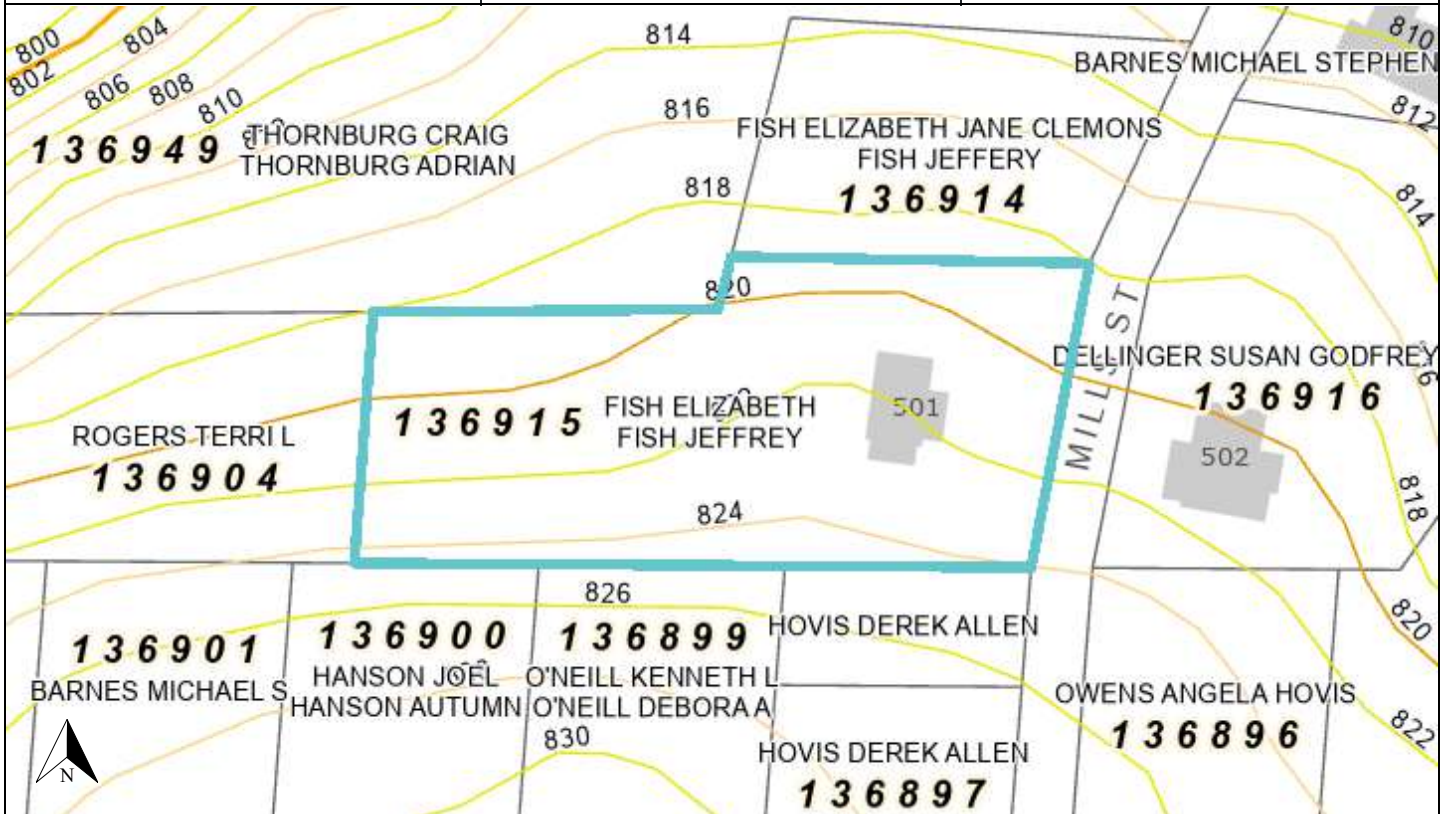 800
804
814
810
802
806
808
810
BARNES MICHAEL STEPHEN
816
812
136949
THORNBURG CRAIG
THORNBURG ADRIAN
FISH ELIZABETH JANE CLEMONS
FISH JEFFERY
136914
818
814
820
MILL ST
DELLINGER SUSAN GODFREY
136916
136915
FISH ELIZABETH
FISH JEFFREY
501
ROGERS TERRI L
136904
502
818
824
826
820
136901
BARNES MICHAEL S
136900
HANSON JOEL
HANSON AUTUMN
136899
O'NEILL KENNETH L
O'NEILL DEBORA A
HOVIS DEREK ALLEN
OWENS ANGELA HOVIS
136896
822
830
HOVIS DEREK ALLEN
136897
N